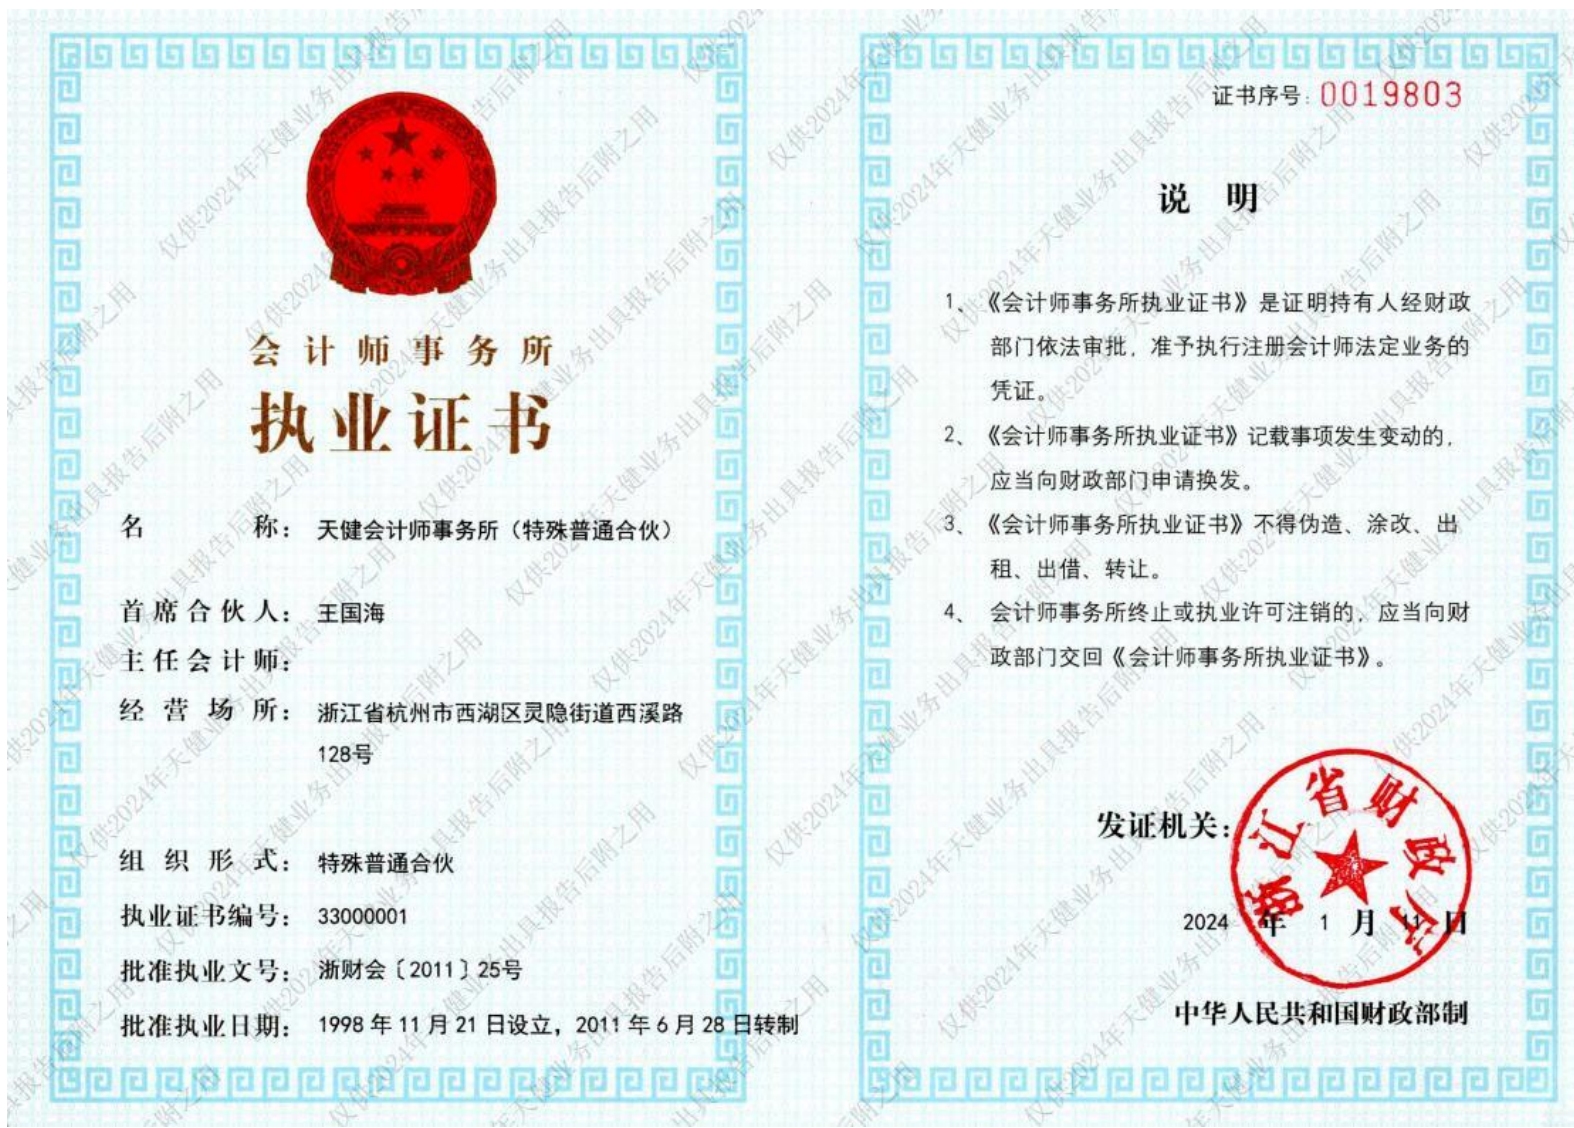 会计师事务所
执业证书
名 称：天健会计师事务所（特殊普通合伙）
首席合伙人：王国海
主任会计师：
经营场所：浙江省杭州市西湖区灵隐街道西溪路
128号
组织形式：特殊普通合伙
执业证书编号：33000001
批准执业文号：浙财会〔2011〕25号
批准执业日期：1998年11月21日设立，2011年6月28日转制
证书序号：0019803
说 明
1、《会计师事务所执业证书》是证明持有人经财政
部门依法审批，准予执行注册会计师法定业务的
凭证。
2、《会计师事务所执业证书》记载事项发生变动的，
应当向财政部门申请换发。
3、《会计师事务所执业证书》不得伪造、涂改、出
租、出借、转让。
4、会计师事务所终止或执业许可注销的，应当向财
政部门交回《会计师事务所执业证书》。
发证机关：
浙江省财政厅
2024年1月11日
中华人民共和国财政部制
仅供2024年天健业务出具报告后附之用